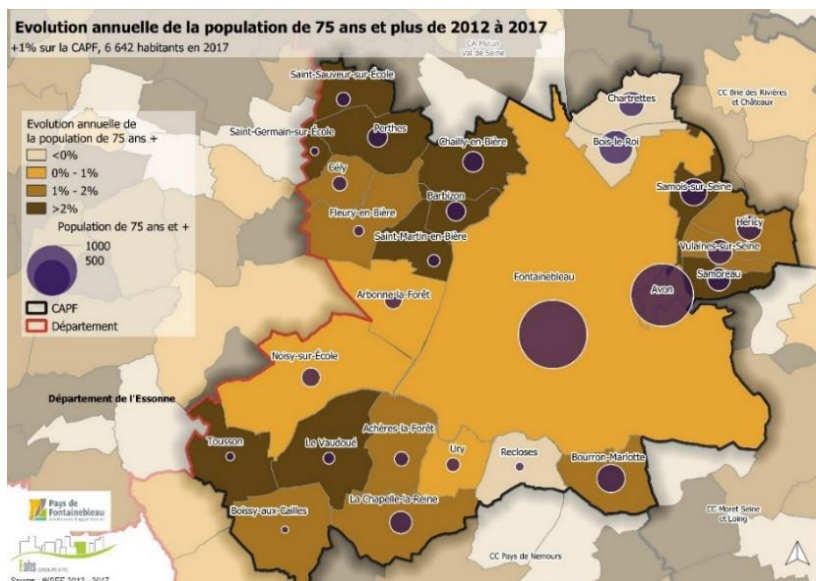 Evolution annuelle de la population de 75 ans et plus de 2012 à 2017
+1% sur la CAPF, 6 642 habitants en 2017
CA Melun
Val de Seine
Saint-Sauveur-sur-École
Chartrettes
CC Brie des Rivières
et Châteaux
Evolution annuelle de
la population de 75 ans +
<0%
0% - 1%
1% - 2%
>2%
Population de 75 ans et +
1000
500
CAPF
Département
Saint-Germain-sur-École
Perthes
Chailly-en-Bière
Bois-le-Roi
Cély
Barbizon
Samois-sur-Seine
Fleury-en-Bière
Héricy
Saint-Martin-en-Bière
Vulaines-sur-Seine
Samoreau
Fontainebleau
Avon
Arbonne-la-Forêt
Noisy-sur-École
Département de l'Essonne
Tousson
Le Vaudoué
Achères-la-Forêt
Ury
Recloses
Bourron-Marlotte
La Chapelle-la-Reine
Boissy-aux-Cailles
CC Moret Seine
et Loing
CC Pays de Nemours
Pays de
Fontainebleau
Source : INSEE 2012 - 2017